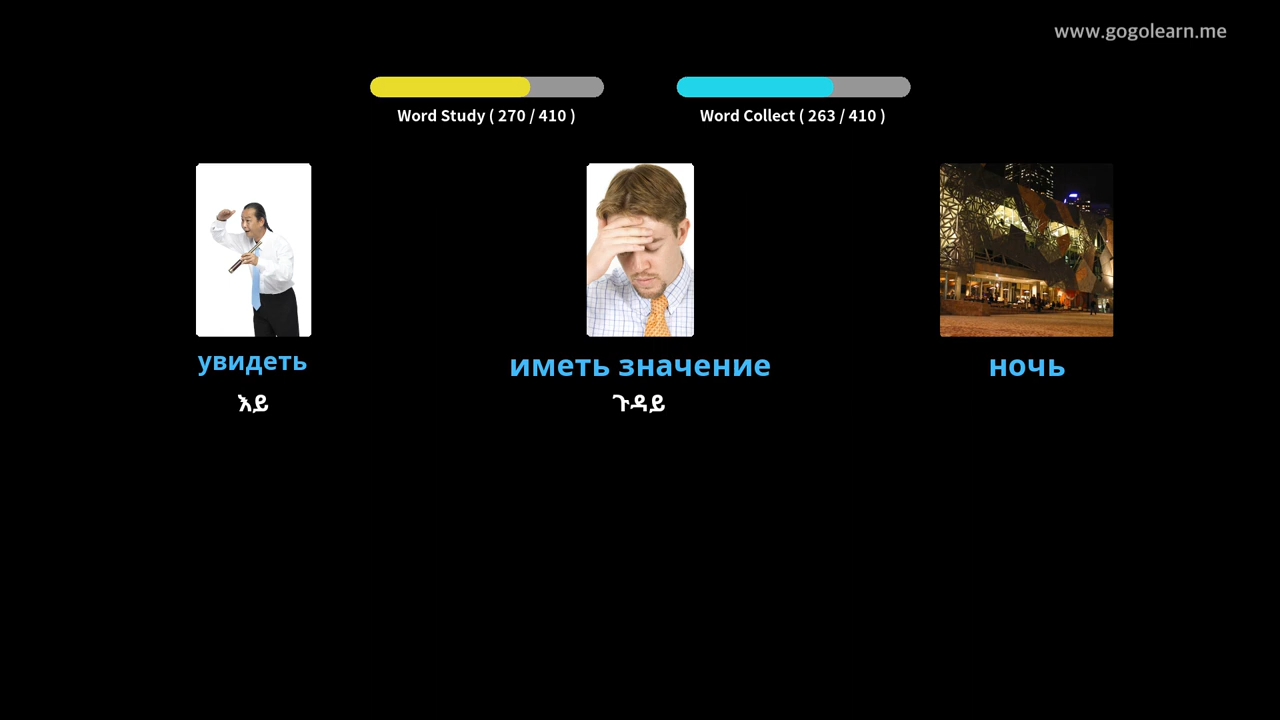 www.gogolearn.me
Word Study ( 270 / 410 )
Word Collect ( 263 / 410 )
увидеть
иметь значение
ночь
እይ
ጉዳይ